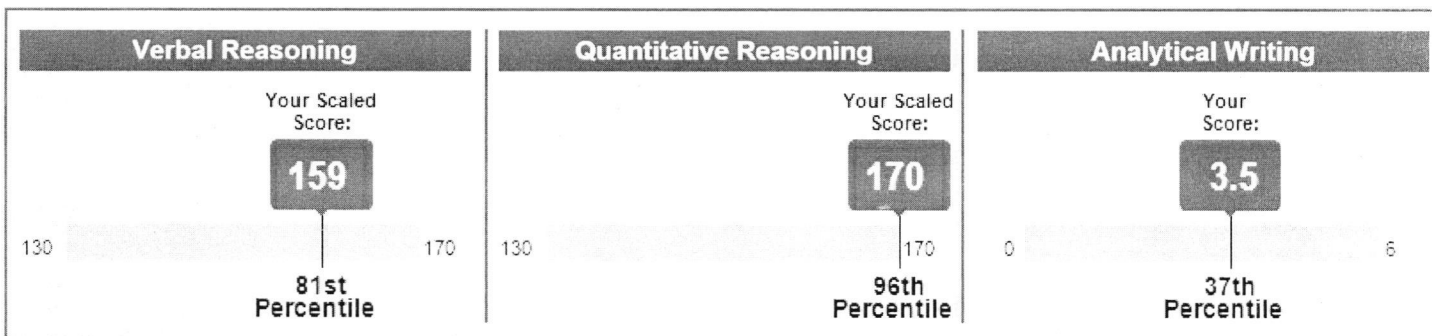 Verbal Reasoning
Your Scaled
Score:
159
130
170
81st
Percentile
Quantitative Reasoning
Your Scaled
Score:
170
130
170
96th
Percentile
Analytical Writing
Your
Score:
3.5
0
6
37th
Percentile